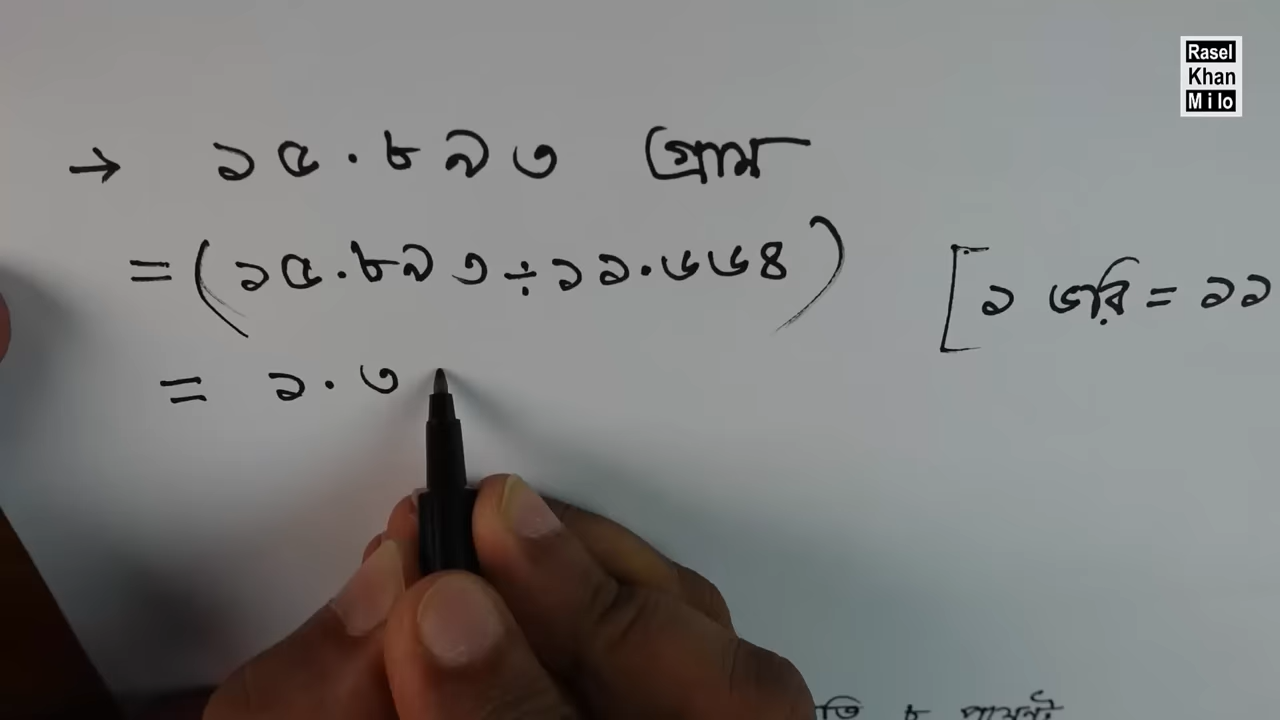 Rasel
Khan
Milo
→ ১৫.৮৯৩ গ্রাম
= (১৫.৮৯৩÷১১.৬৬৪) [১ ভরি = ১১
= ১.৩